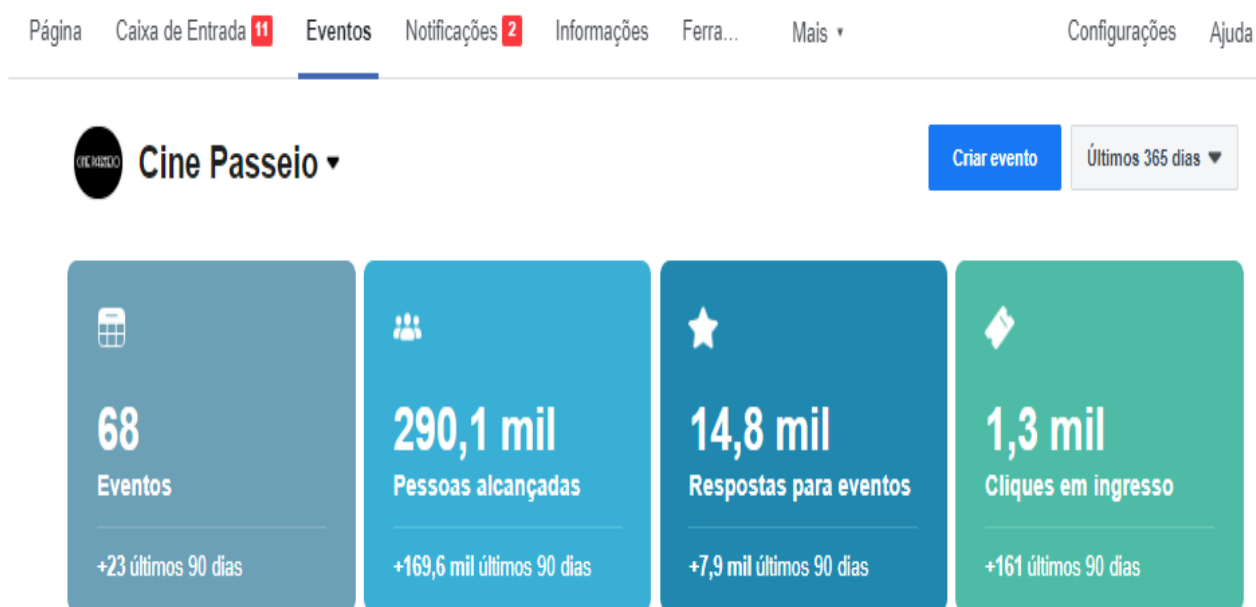 Página Caixa de Entrada 11 Eventos Notificações 2 Informações Ferra... Mais Configurações Ajuda
CINE PASSEIO
Cine Passeio
Criar evento
Últimos 365 dias
68
Eventos
+23 últimos 90 dias
290,1 mil
Pessoas alcançadas
+169,6 mil últimos 90 dias
14,8 mil
Respostas para eventos
+7,9 mil últimos 90 dias
1,3 mil
Cliques em ingresso
+161 últimos 90 dias